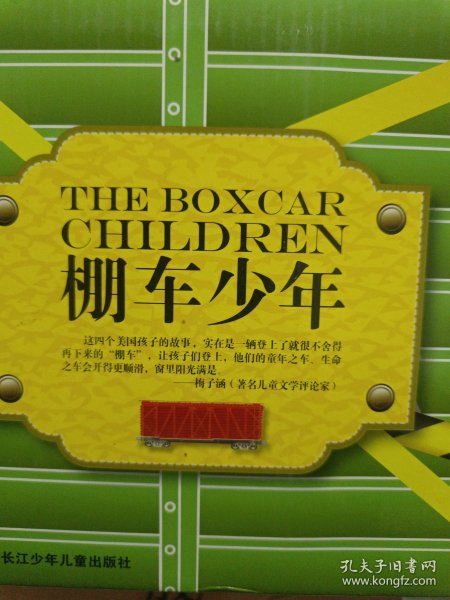 THE BOXCAR
CHILDREN
棚车少年
这四个美国孩子的故事，实在是一辆登上了就很不舍得
再下来的“棚车”，让孩子们登上，他们的童年之车、生命
之车会开得更顺滑，窗里阳光满是。
——梅子涵（著名儿童文学评论家）
长江少年儿童出版社
孔夫子旧书网
www.kongfz.com